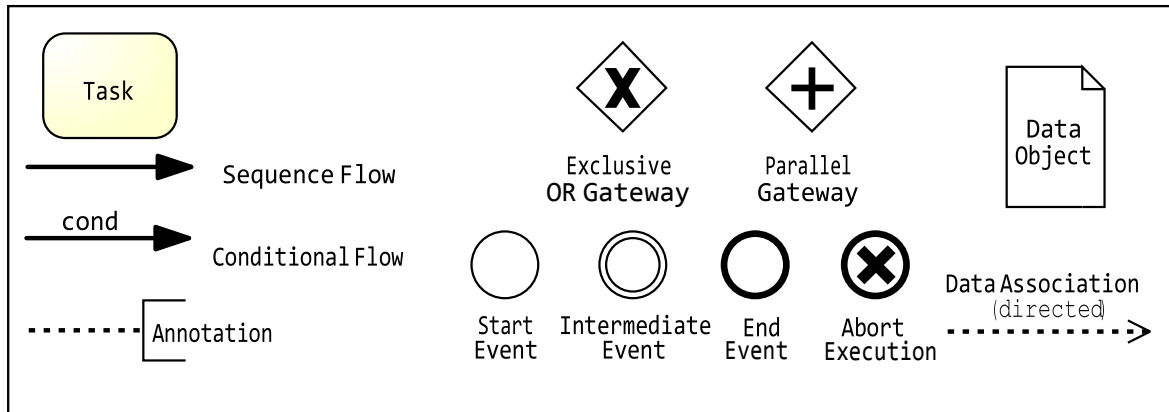 Task
Sequence Flow
cond
Conditional Flow
Annotation
Exclusive
OR Gateway
Parallel
Gateway
Start
Event
Intermediate
Event
End
Event
Abort
Execution
Data
Object
Data Association
(directed)